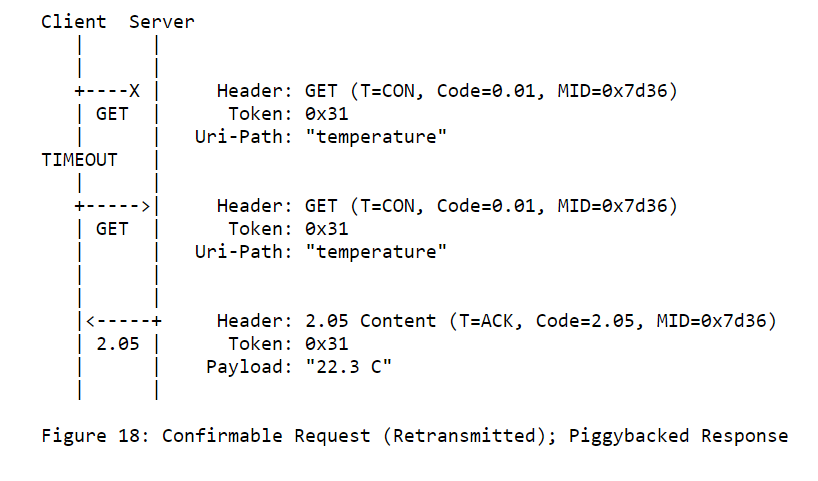 Client  Server
   |      |
   |      |
   +----X |     Header: GET (T=CON, Code=0.01, MID=0x7d36)
   | GET  |      Token: 0x31
   |      |   Uri-Path: "temperature"
TIMEOUT   |
   |      |
   +----->|     Header: GET (T=CON, Code=0.01, MID=0x7d36)
   | GET  |      Token: 0x31
   |      |   Uri-Path: "temperature"
   |      |
   |      |
   |<-----+     Header: 2.05 Content (T=ACK, Code=2.05, MID=0x7d36)
   | 2.05 |      Token: 0x31
   |      |    Payload: "22.3 C"
   |      |
Figure 18: Confirmable Request (Retransmitted); Piggybacked Response